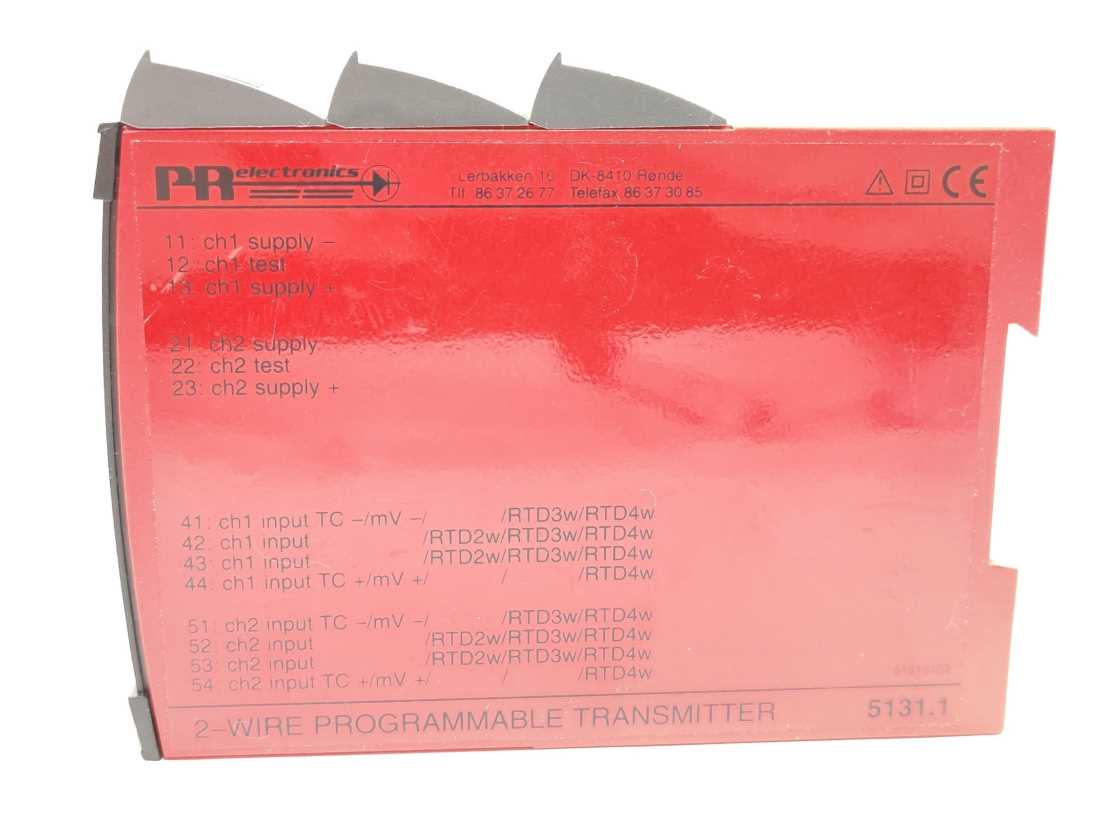 PR electronics
Lerbakken 10 DK-8410 Rønde
Tlf. 86 37 26 77 Telefax 86 37 30 85
CE
11: ch1 supply –
12: ch1 test
13: ch1 supply +
21: ch2 supply –
22: ch2 test
23: ch2 supply +
41: ch1 input TC –/mV –/ /RTD3w/RTD4w
42: ch1 input /RTD2w/RTD3w/RTD4w
43: ch1 input /RTD2w/RTD3w/RTD4w
44: ch1 input TC +/mV +/ / /RTD4w
51: ch2 input TC –/mV –/ /RTD3w/RTD4w
52: ch2 input /RTD2w/RTD3w/RTD4w
53: ch2 input /RTD2w/RTD3w/RTD4w
54: ch2 input TC +/mV +/ / /RTD4w
2–WIRE PROGRAMMABLE TRANSMITTER 5131.1